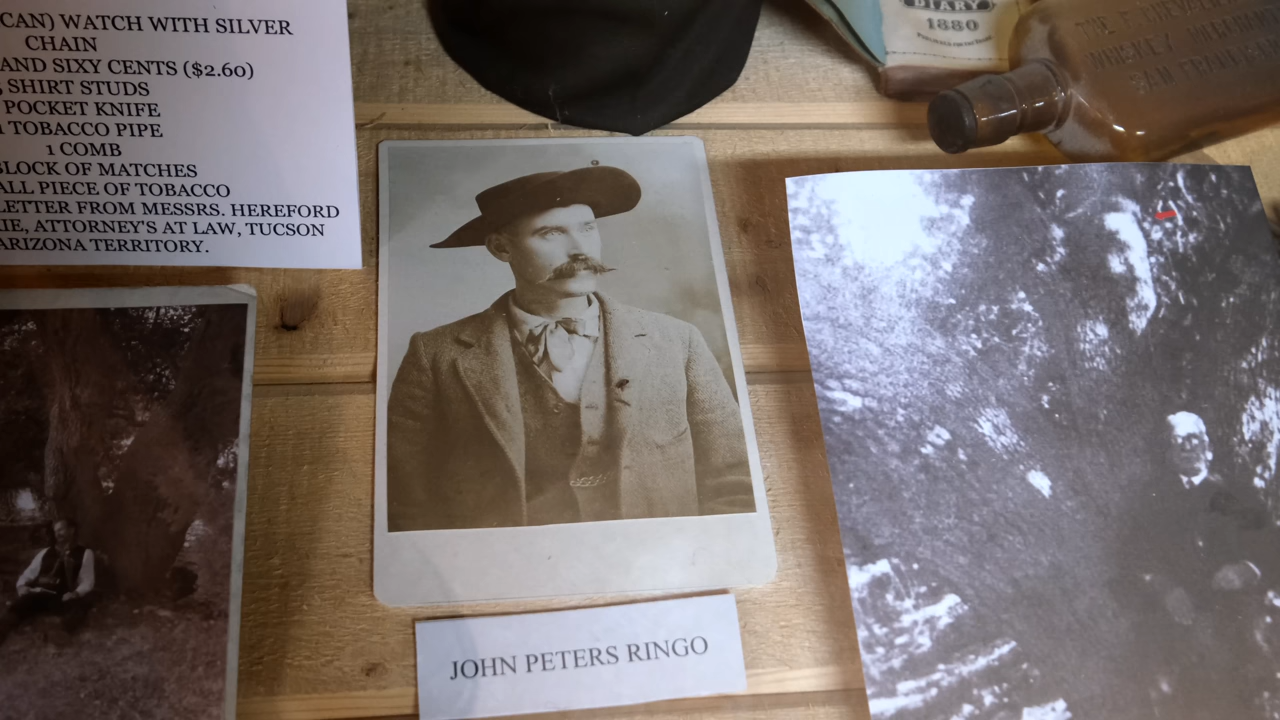 CAN) WATCH WITH SILVER
CHAIN
AND SIXY CENTS ($2.60)
, SHIRT STUDS
POCKET KNIFE
TOBACCO PIPE
1 COMB
BLOCK OF MATCHES
ALL PIECE OF TOBACCO
LETTER FROM MESSRS. HEREFORD
IE, ATTORNEY'S AT LAW, TUCSON
ARIZONA TERRITORY.
DIARY
1880
WHISKEY
SAN
JOHN PETERS RINGO